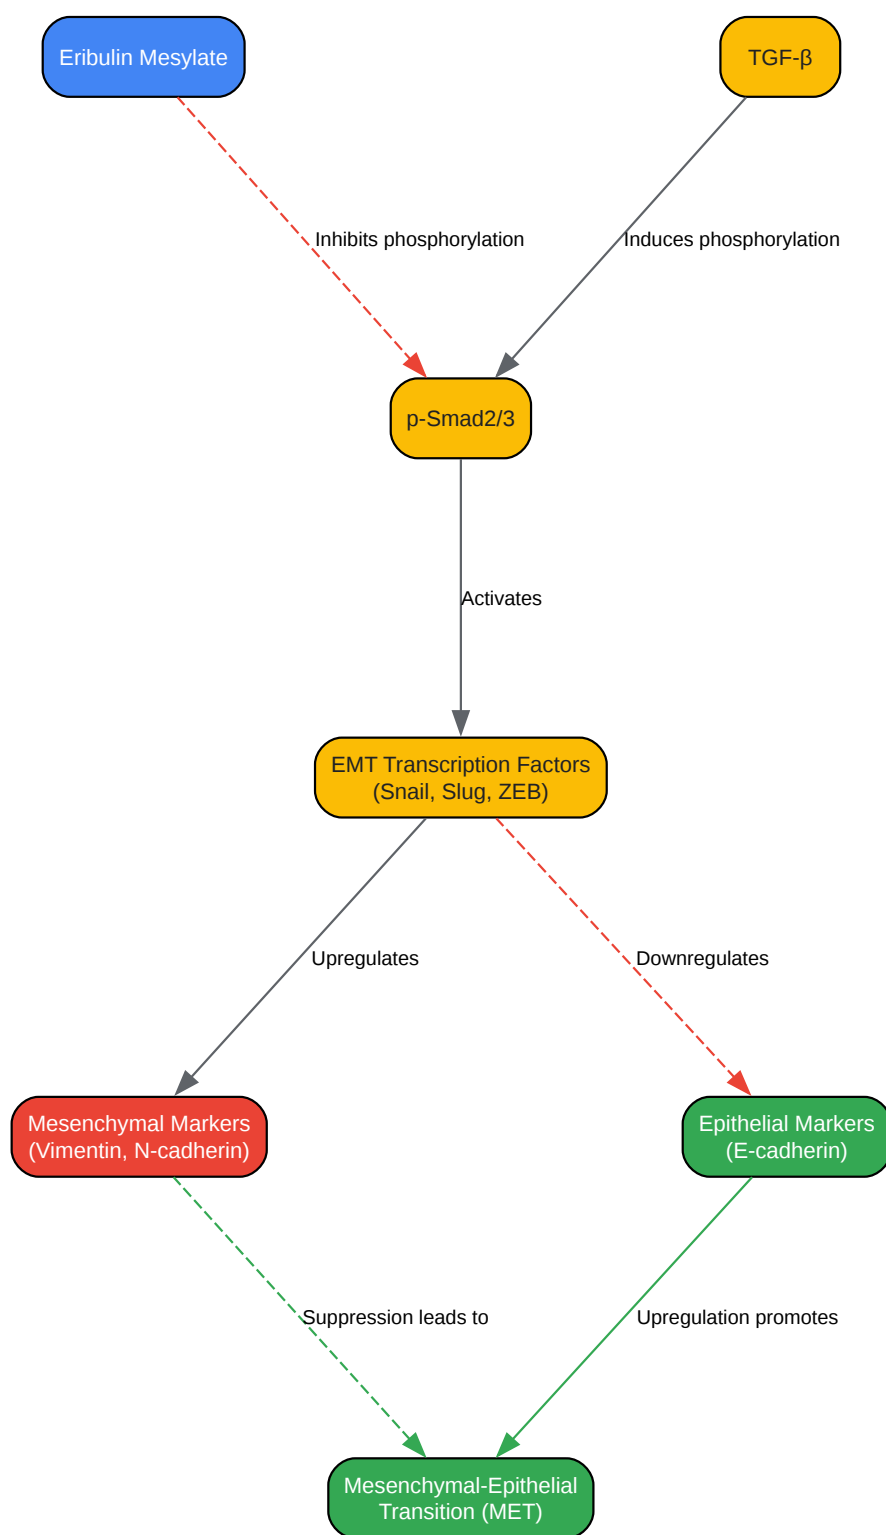 Eribulin Mesylate
TGF-β
Inhibits phosphorylation
Induces phosphorylation
p-Smad2/3
Activates
EMT Transcription Factors
(Snail, Slug, ZEB)
Upregulates
Downregulates
Mesenchymal Markers
(Vimentin, N-cadherin)
Epithelial Markers
(E-cadherin)
Suppression leads to
Upregulation promotes
Mesenchymal-Epithelial
Transition (MET)